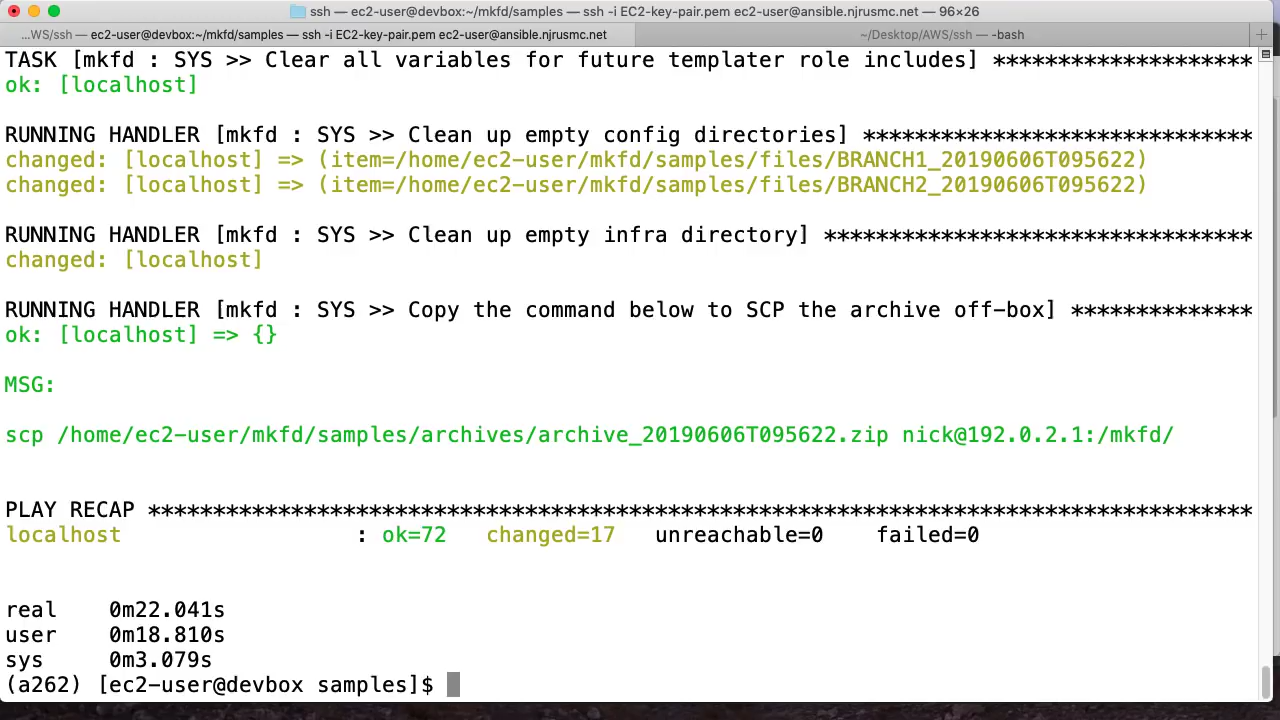 ssh — ec2-user@devbox:~/mkfd/samples — ssh -i EC2-key-pair.pem ec2-user@ansible.njrusmc.net — 96×26
...WS/ssh — ec2-user@devbox:~/mkfd/samples — ssh -i EC2-key-pair.pem ec2-user@ansible.njrusmc.net ~/Desktop/AWS/ssh — -bash +
TASK [mkfd : SYS >> Clear all variables for future templater role includes] ********************
ok: [localhost]
RUNNING HANDLER [mkfd : SYS >> Clean up empty config directories] ******************************
changed: [localhost] => (item=/home/ec2-user/mkfd/samples/files/BRANCH1_20190606T095622)
changed: [localhost] => (item=/home/ec2-user/mkfd/samples/files/BRANCH2_20190606T095622)
RUNNING HANDLER [mkfd : SYS >> Clean up empty infra directory] *********************************
changed: [localhost]
RUNNING HANDLER [mkfd : SYS >> Copy the command below to SCP the archive off-box] **************
ok: [localhost] => {}
MSG:
scp /home/ec2-user/mkfd/samples/archives/archive_20190606T095622.zip nick@192.0.2.1:/mkfd/
PLAY RECAP *************************************************************************************
localhost : ok=72 changed=17 unreachable=0 failed=0
real 0m22.041s
user 0m18.810s
sys 0m3.079s
(a262) [ec2-user@devbox samples]$